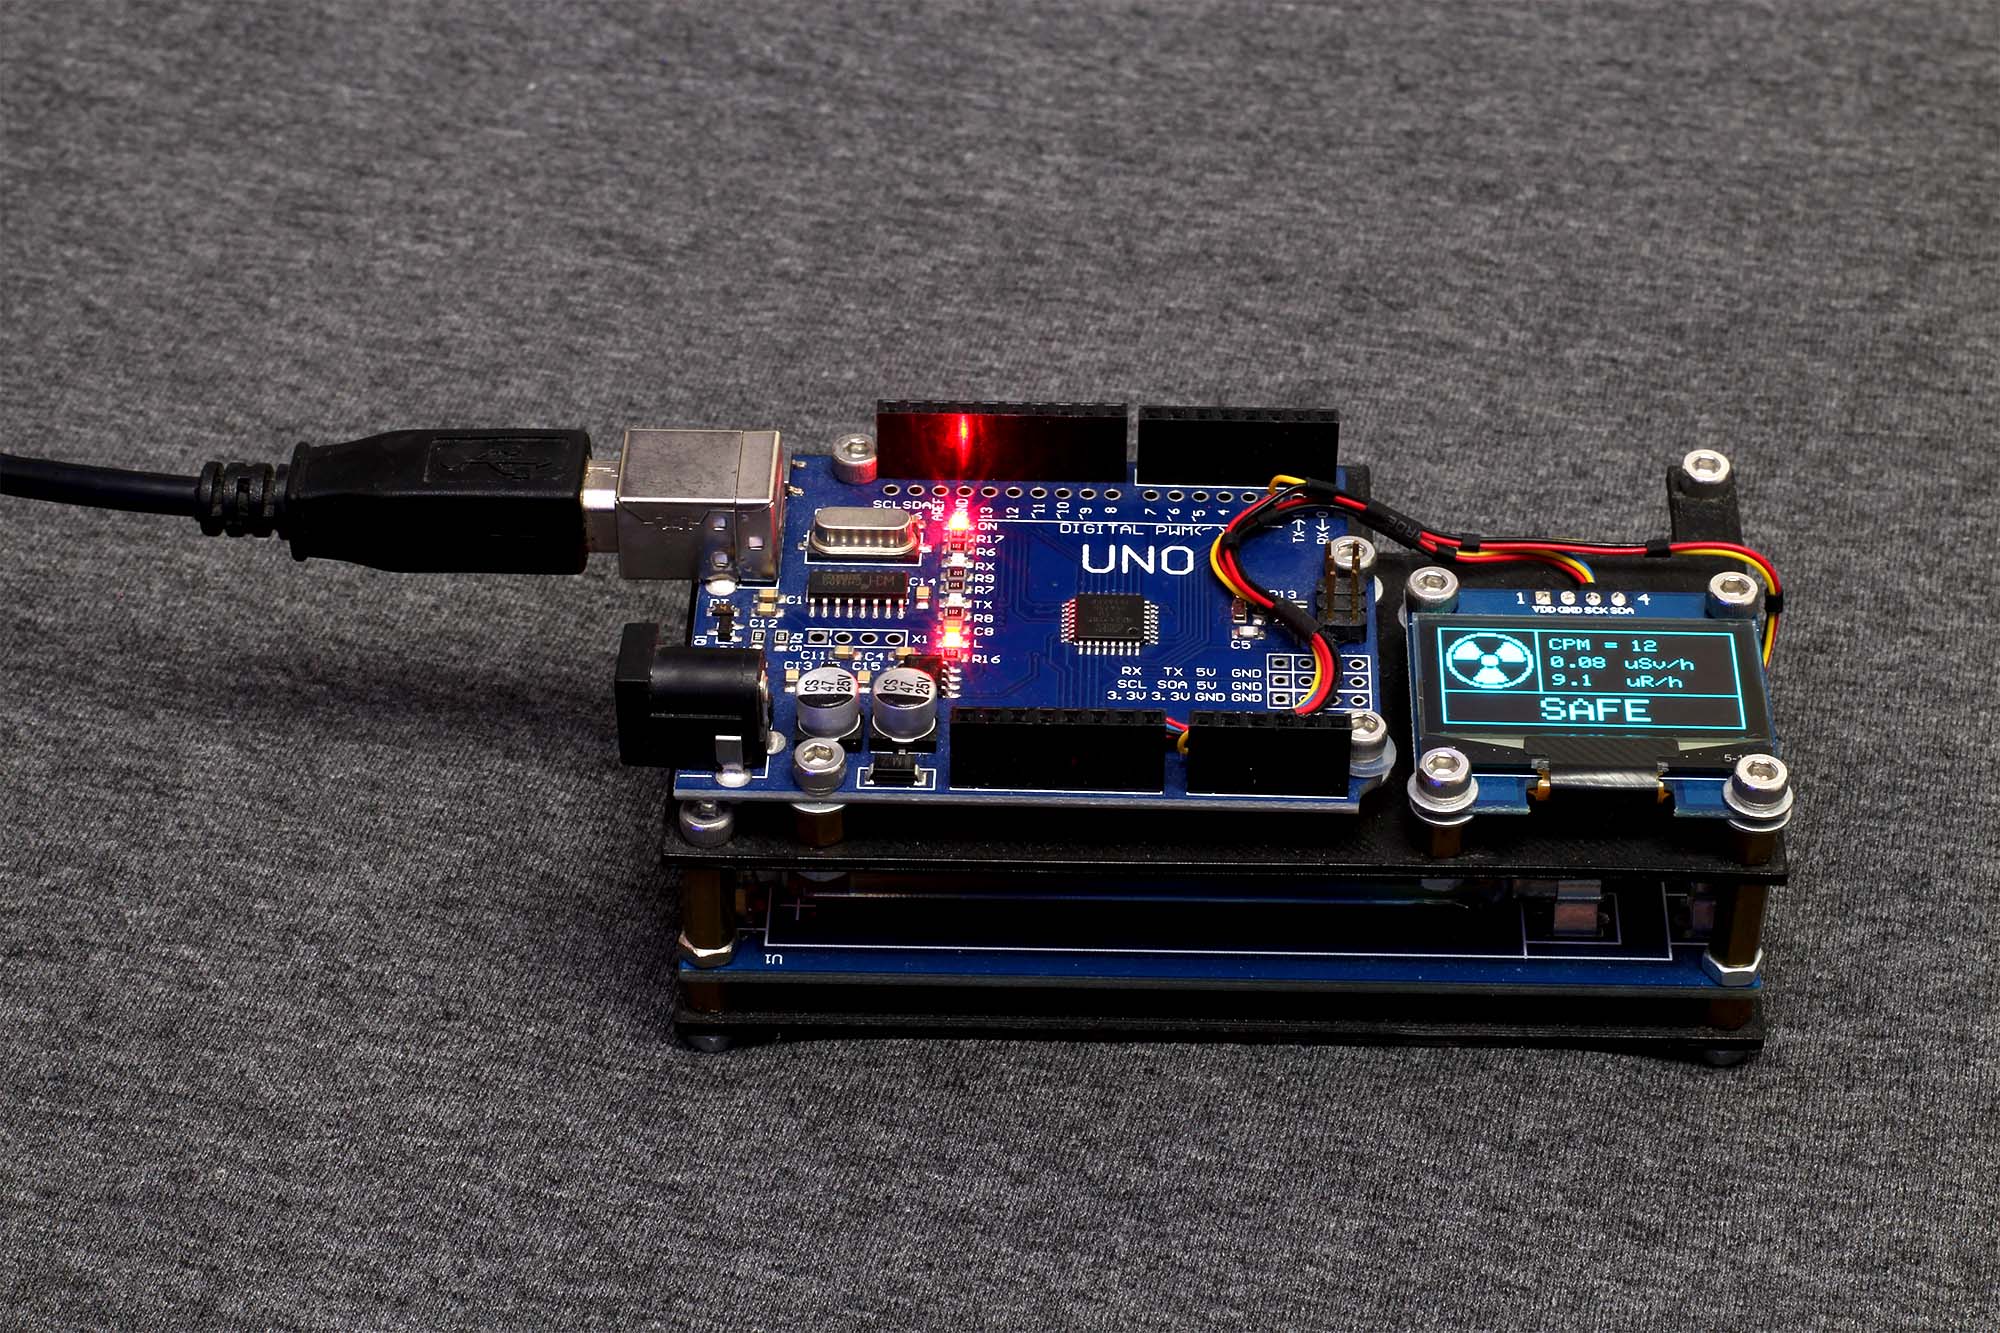 SCL SDA AREF GND 13 12 ~11 ~10 ~9 8 7 ~6 ~5 4
DIGITAL PWM(~)
TX→
RX←
UNO
ON
R17
R6
RX
R9
R7
TX
R8
C8
L
R16
C14
C1
C12
X1
C11
C4
C13
C15
CS
47
25V
CS
47
25V
R13
C5
RX TX 5V GND
SCL SDA 5V GND
3.3V 3.3V GND GND
1
4
VDD GND SCK SDA
CPM = 12
0.08 uSv/h
9.1 uR/h
SAFE
U1